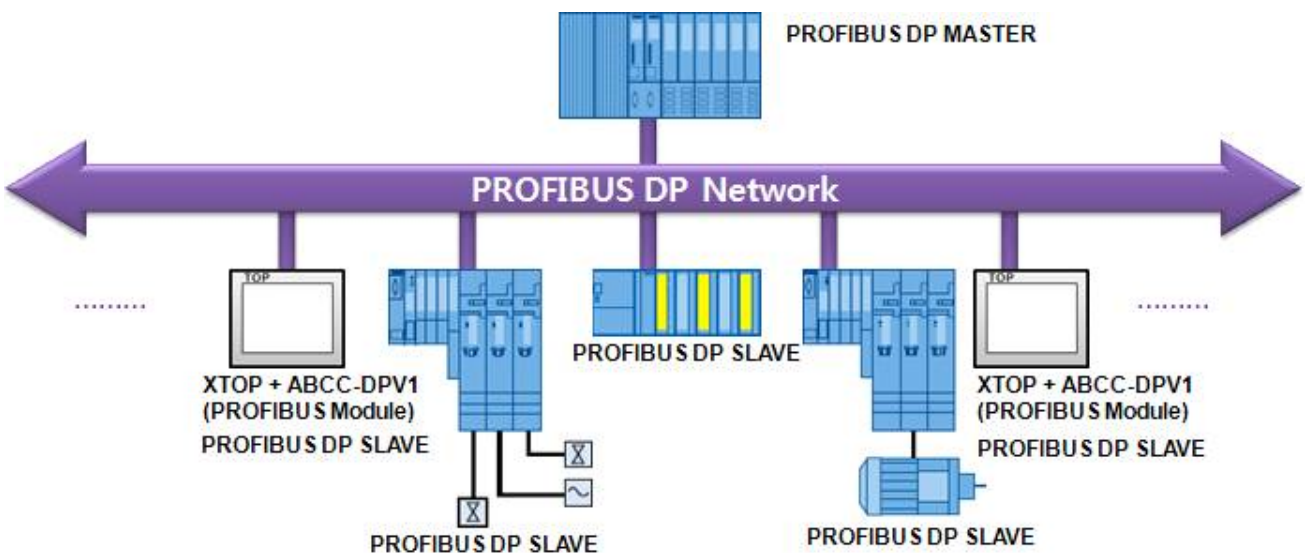 PROFIBUS DP MASTER
PROFIBUS DP Network
TOP
TOP
.........
.........
PROFIBUS DP SLAVE
XTOP + ABCC-DPV1
(PROFIBUS Module)
PROFIBUS DP SLAVE
XTOP + ABCC-DPV1
(PROFIBUS Module)
PROFIBUS DP SLAVE
PROFIBUS DP SLAVE
PROFIBUS DP SLAVE